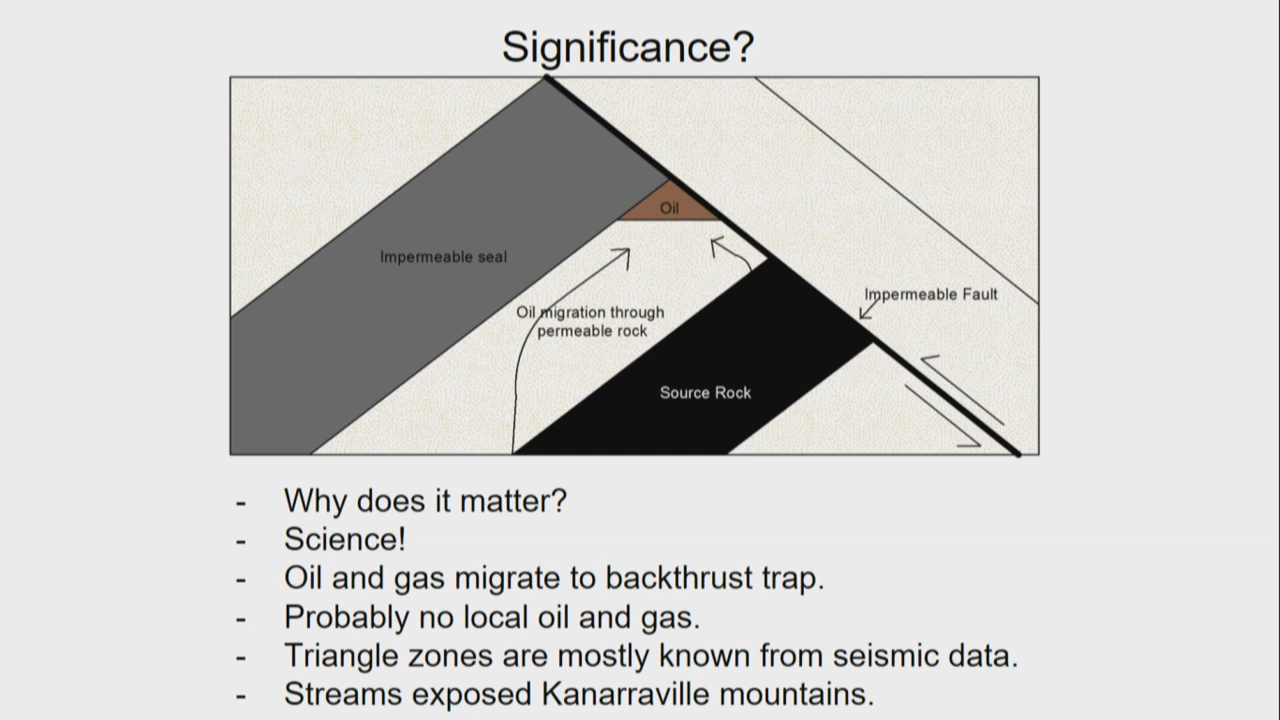 Significance?
Oil
Impermeable seal
Impermeable Fault
Oil migration through
permeable rock
Source Rock
- Why does it matter?
- Science!
- Oil and gas migrate to backthrust trap.
- Probably no local oil and gas.
- Triangle zones are mostly known from seismic data.
- Streams exposed Kanarraville mountains.